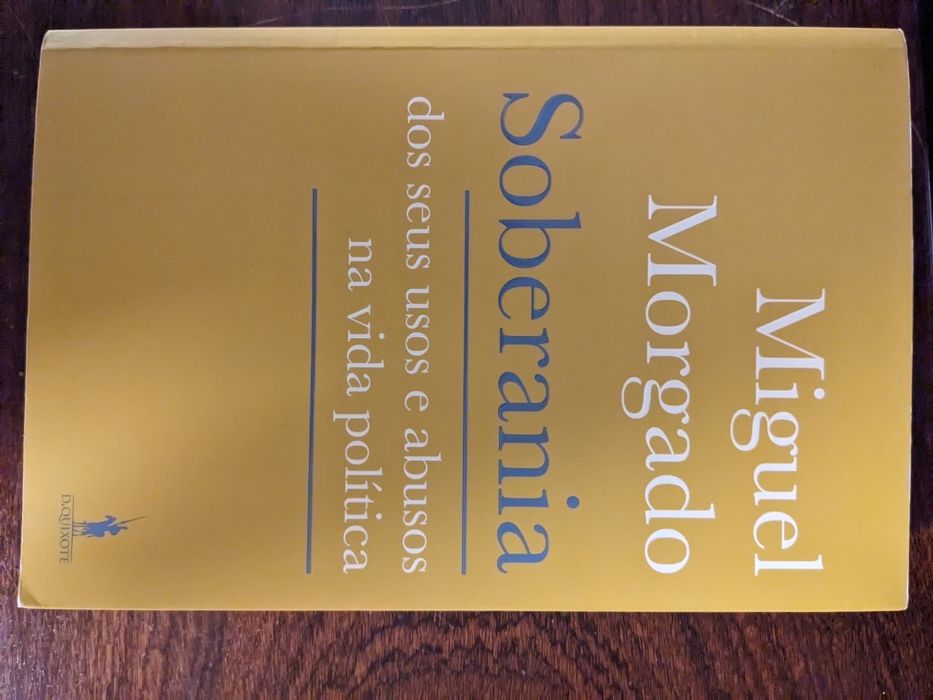 Miguel
Morgado
Soberania
dos seus usos e abusos
na vida política
D.QUIXOTE